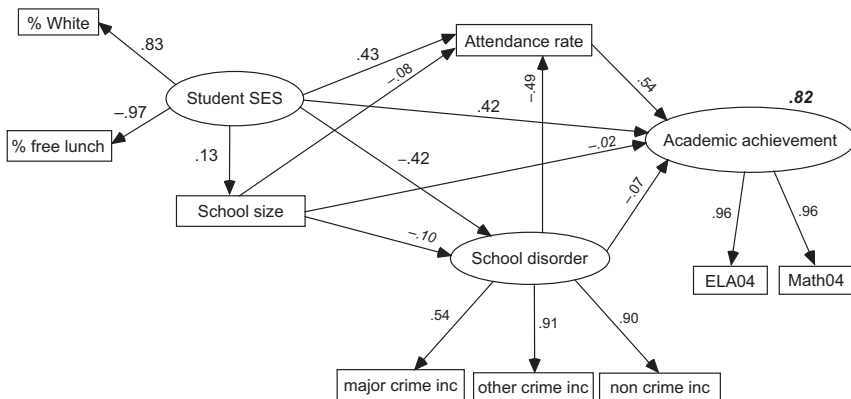 % White
.83
Attendance rate
.43
-.08
.54
-.49
.82
Student SES
-.97
.42
Academic achievement
% free lunch
.13
-.42
-.02
School size
-.07
.96
.96
-.10
School disorder
ELA04
Math04
.54
.91
.90
major crime inc
other crime inc
non crime inc